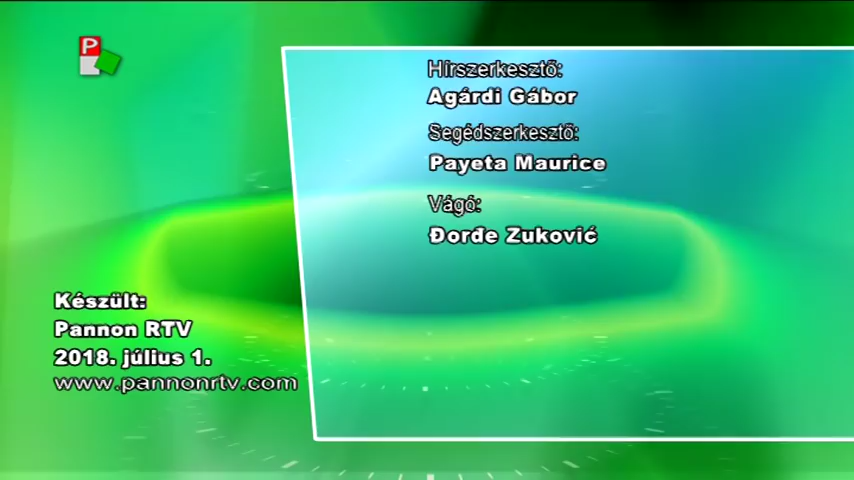 P
Hírszerkesztő:
Agárdi Gábor
Segédszerkesztő:
Payeta Maurice
Vágó:
Đorđe Zuković
Készült:
Pannon RTV
2018. július 1.
www.pannonrtv.com